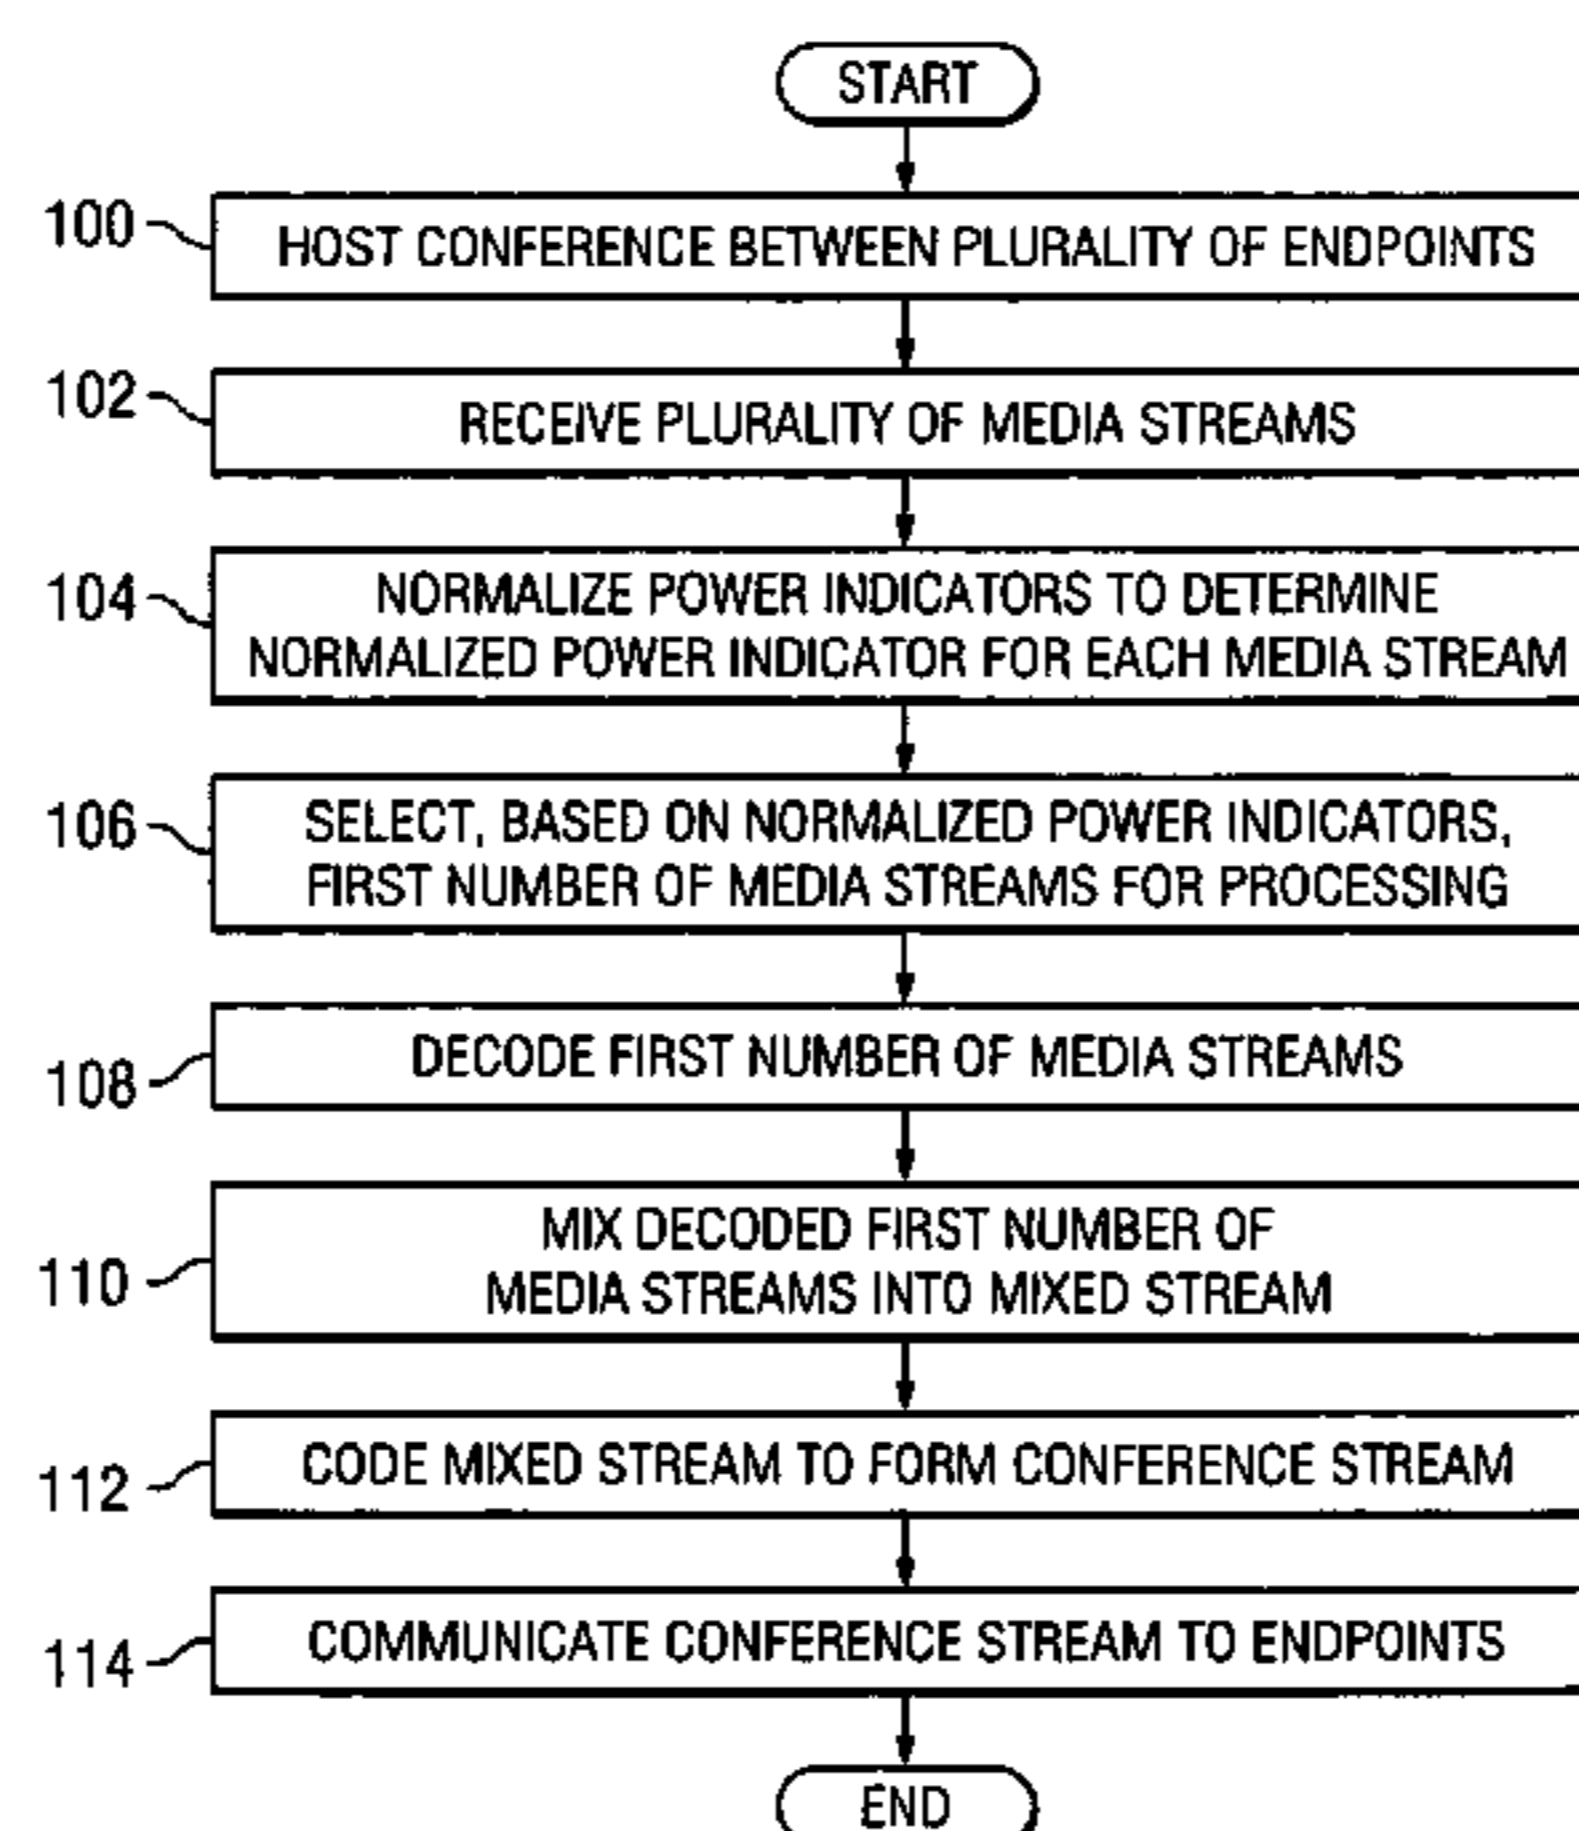 START
100
HOST CONFERENCE BETWEEN PLURALITY OF ENDPOINTS
102
RECEIVE PLURALITY OF MEDIA STREAMS
104
NORMALIZE POWER INDICATORS TO DETERMINE
NORMALIZED POWER INDICATOR FOR EACH MEDIA STREAM
106
SELECT, BASED ON NORMALIZED POWER INDICATORS,
FIRST NUMBER OF MEDIA STREAMS FOR PROCESSING
108
DECODE FIRST NUMBER OF MEDIA STREAMS
110
MIX DECODED FIRST NUMBER OF
MEDIA STREAMS INTO MIXED STREAM
112
CODE MIXED STREAM TO FORM CONFERENCE STREAM
114
COMMUNICATE CONFERENCE STREAM TO ENDPOINTS
END